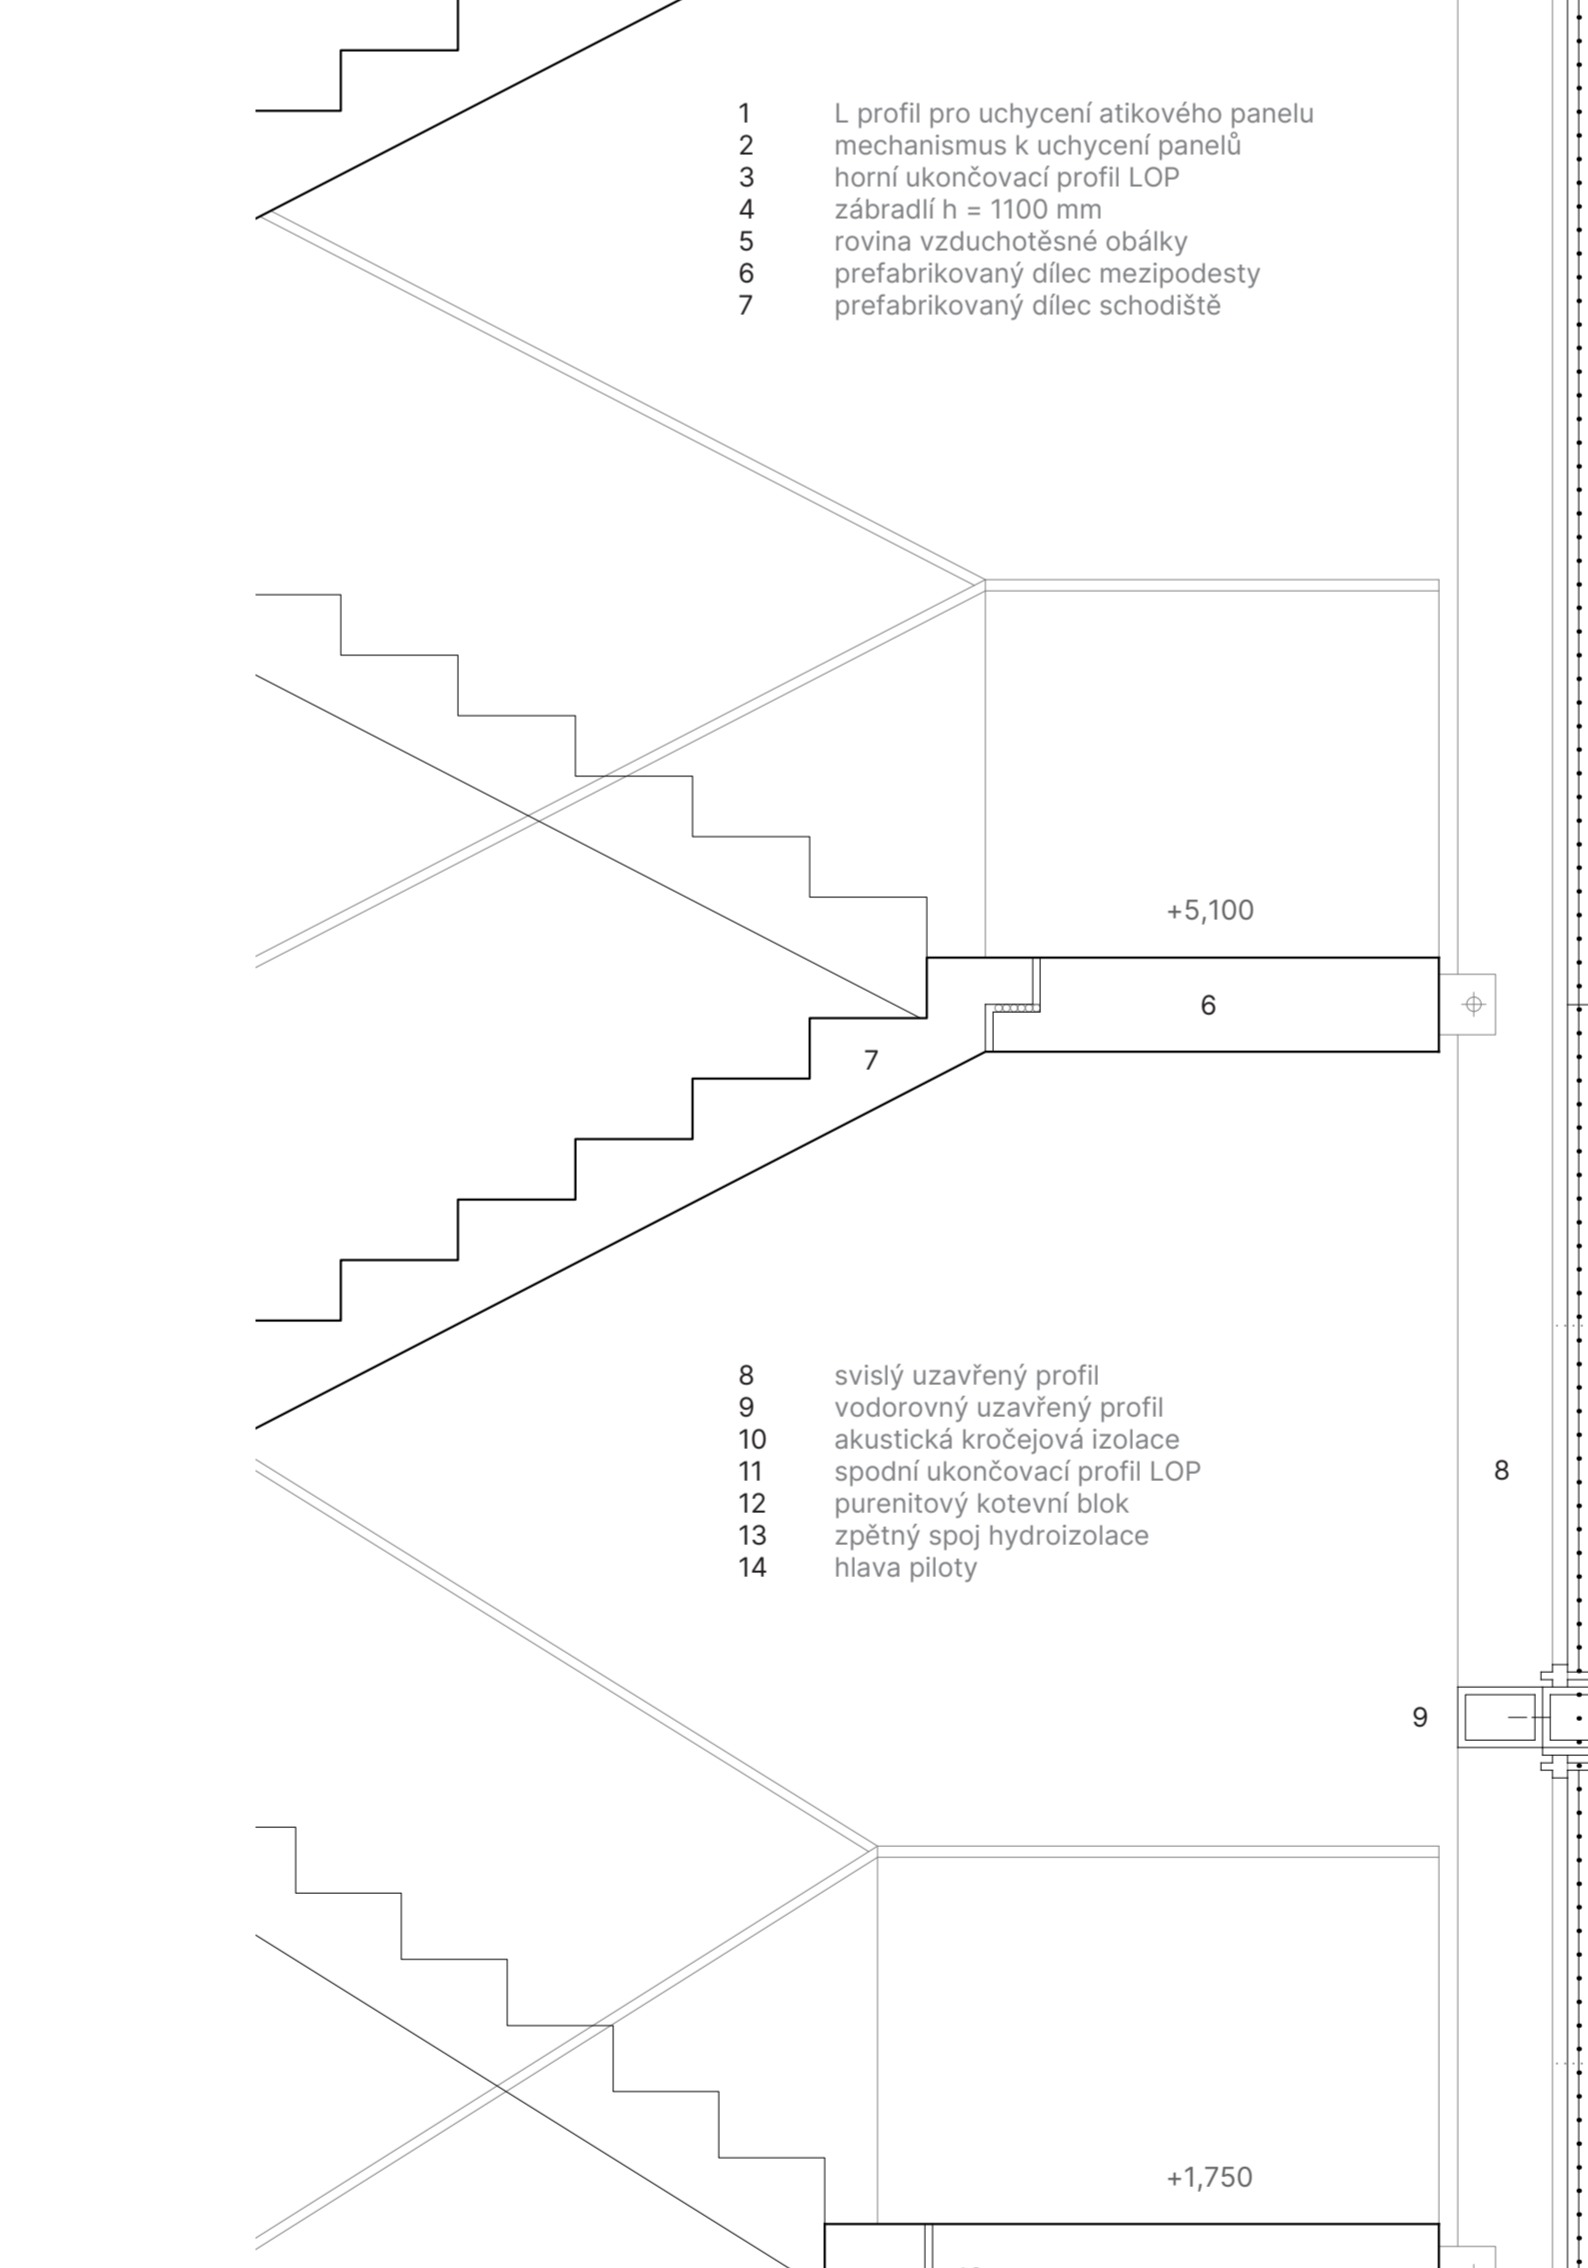 1 L profil pro uchycení atikového panelu
2 mechanismus k uchycení panelů
3 horní ukončovací profil LOP
4 zábradlí h = 1100 mm
5 rovina vzduchotěsné obálky
6 prefabrikovaný dílec mezipodesty
7 prefabrikovaný dílec schodiště
+5,100
6
7
8 svislý uzavřený profil
9 vodorovný uzavřený profil
10 akustická kročejová izolace
11 spodní ukončovací profil LOP
12 purenitový kotevní blok
13 zpětný spoj hydroizolace
14 hlava piloty
8
9
+1,750